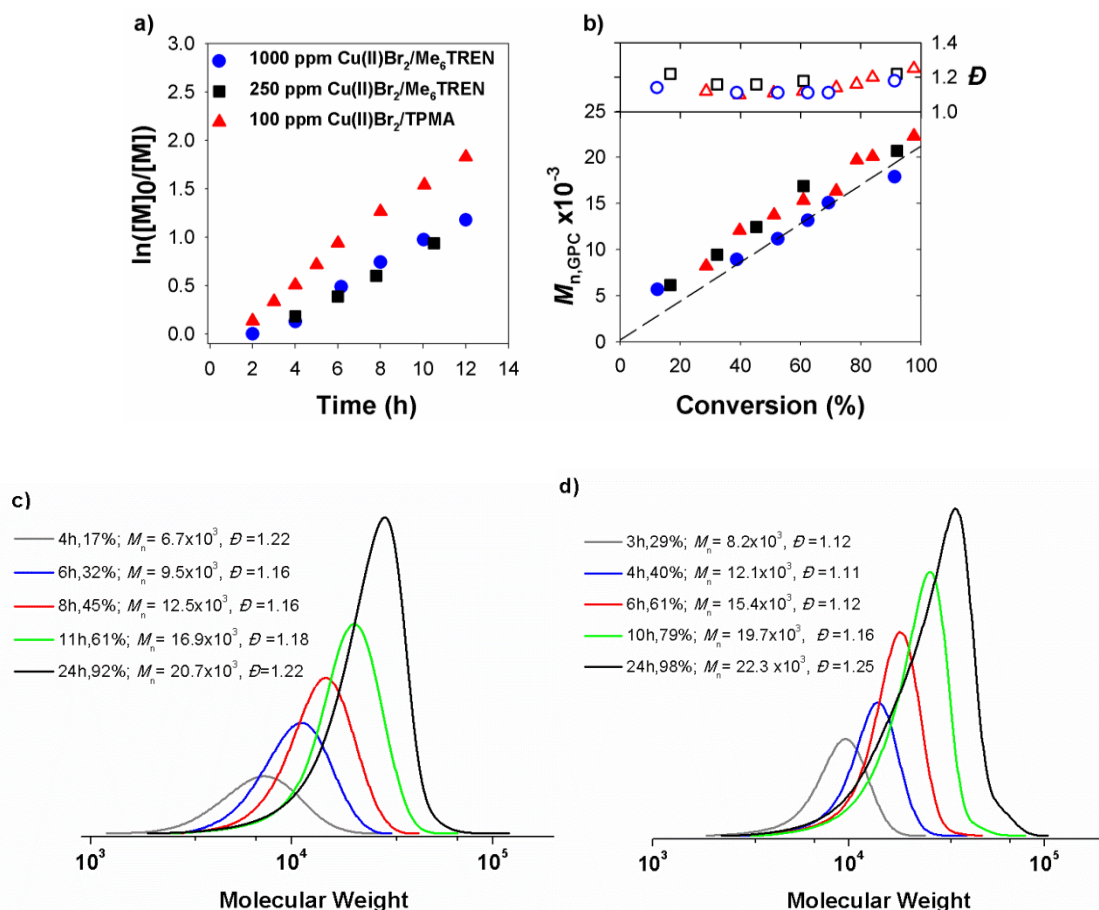 a)
3.0
2.5
2.0
1.5
1.0
0.5
0.0
ln([M]0/[M])
1000 ppm Cu(II)Br2/Me6TREN
250 ppm Cu(II)Br2/Me6TREN
100 ppm Cu(II)Br2/TPMA
0 2 4 6 8 10 12 14
Time (h)
b)
1.4
1.2
1.0
Đ
25
20
15
10
5
0
Mn,GPC x10-3
0 20 40 60 80 100
Conversion (%)
c)
4h,17%; Mn = 6.7x103, Đ =1.22
6h,32%; Mn = 9.5x103, Đ =1.16
8h,45%; Mn = 12.5x103, Đ =1.16
11h,61%; Mn = 16.9x103, Đ =1.18
24h,92%; Mn = 20.7x103, Đ=1.22
103 104 105
Molecular Weight
d)
3h,29%; Mn = 8.2x103, Đ =1.12
4h,40%; Mn = 12.1x103, Đ =1.11
6h,61%; Mn = 15.4x103, Đ =1.12
10h,79%; Mn = 19.7x103, Đ =1.16
24h,98%; Mn = 22.3 x103, Đ =1.25
103 104 105
Molecular Weight